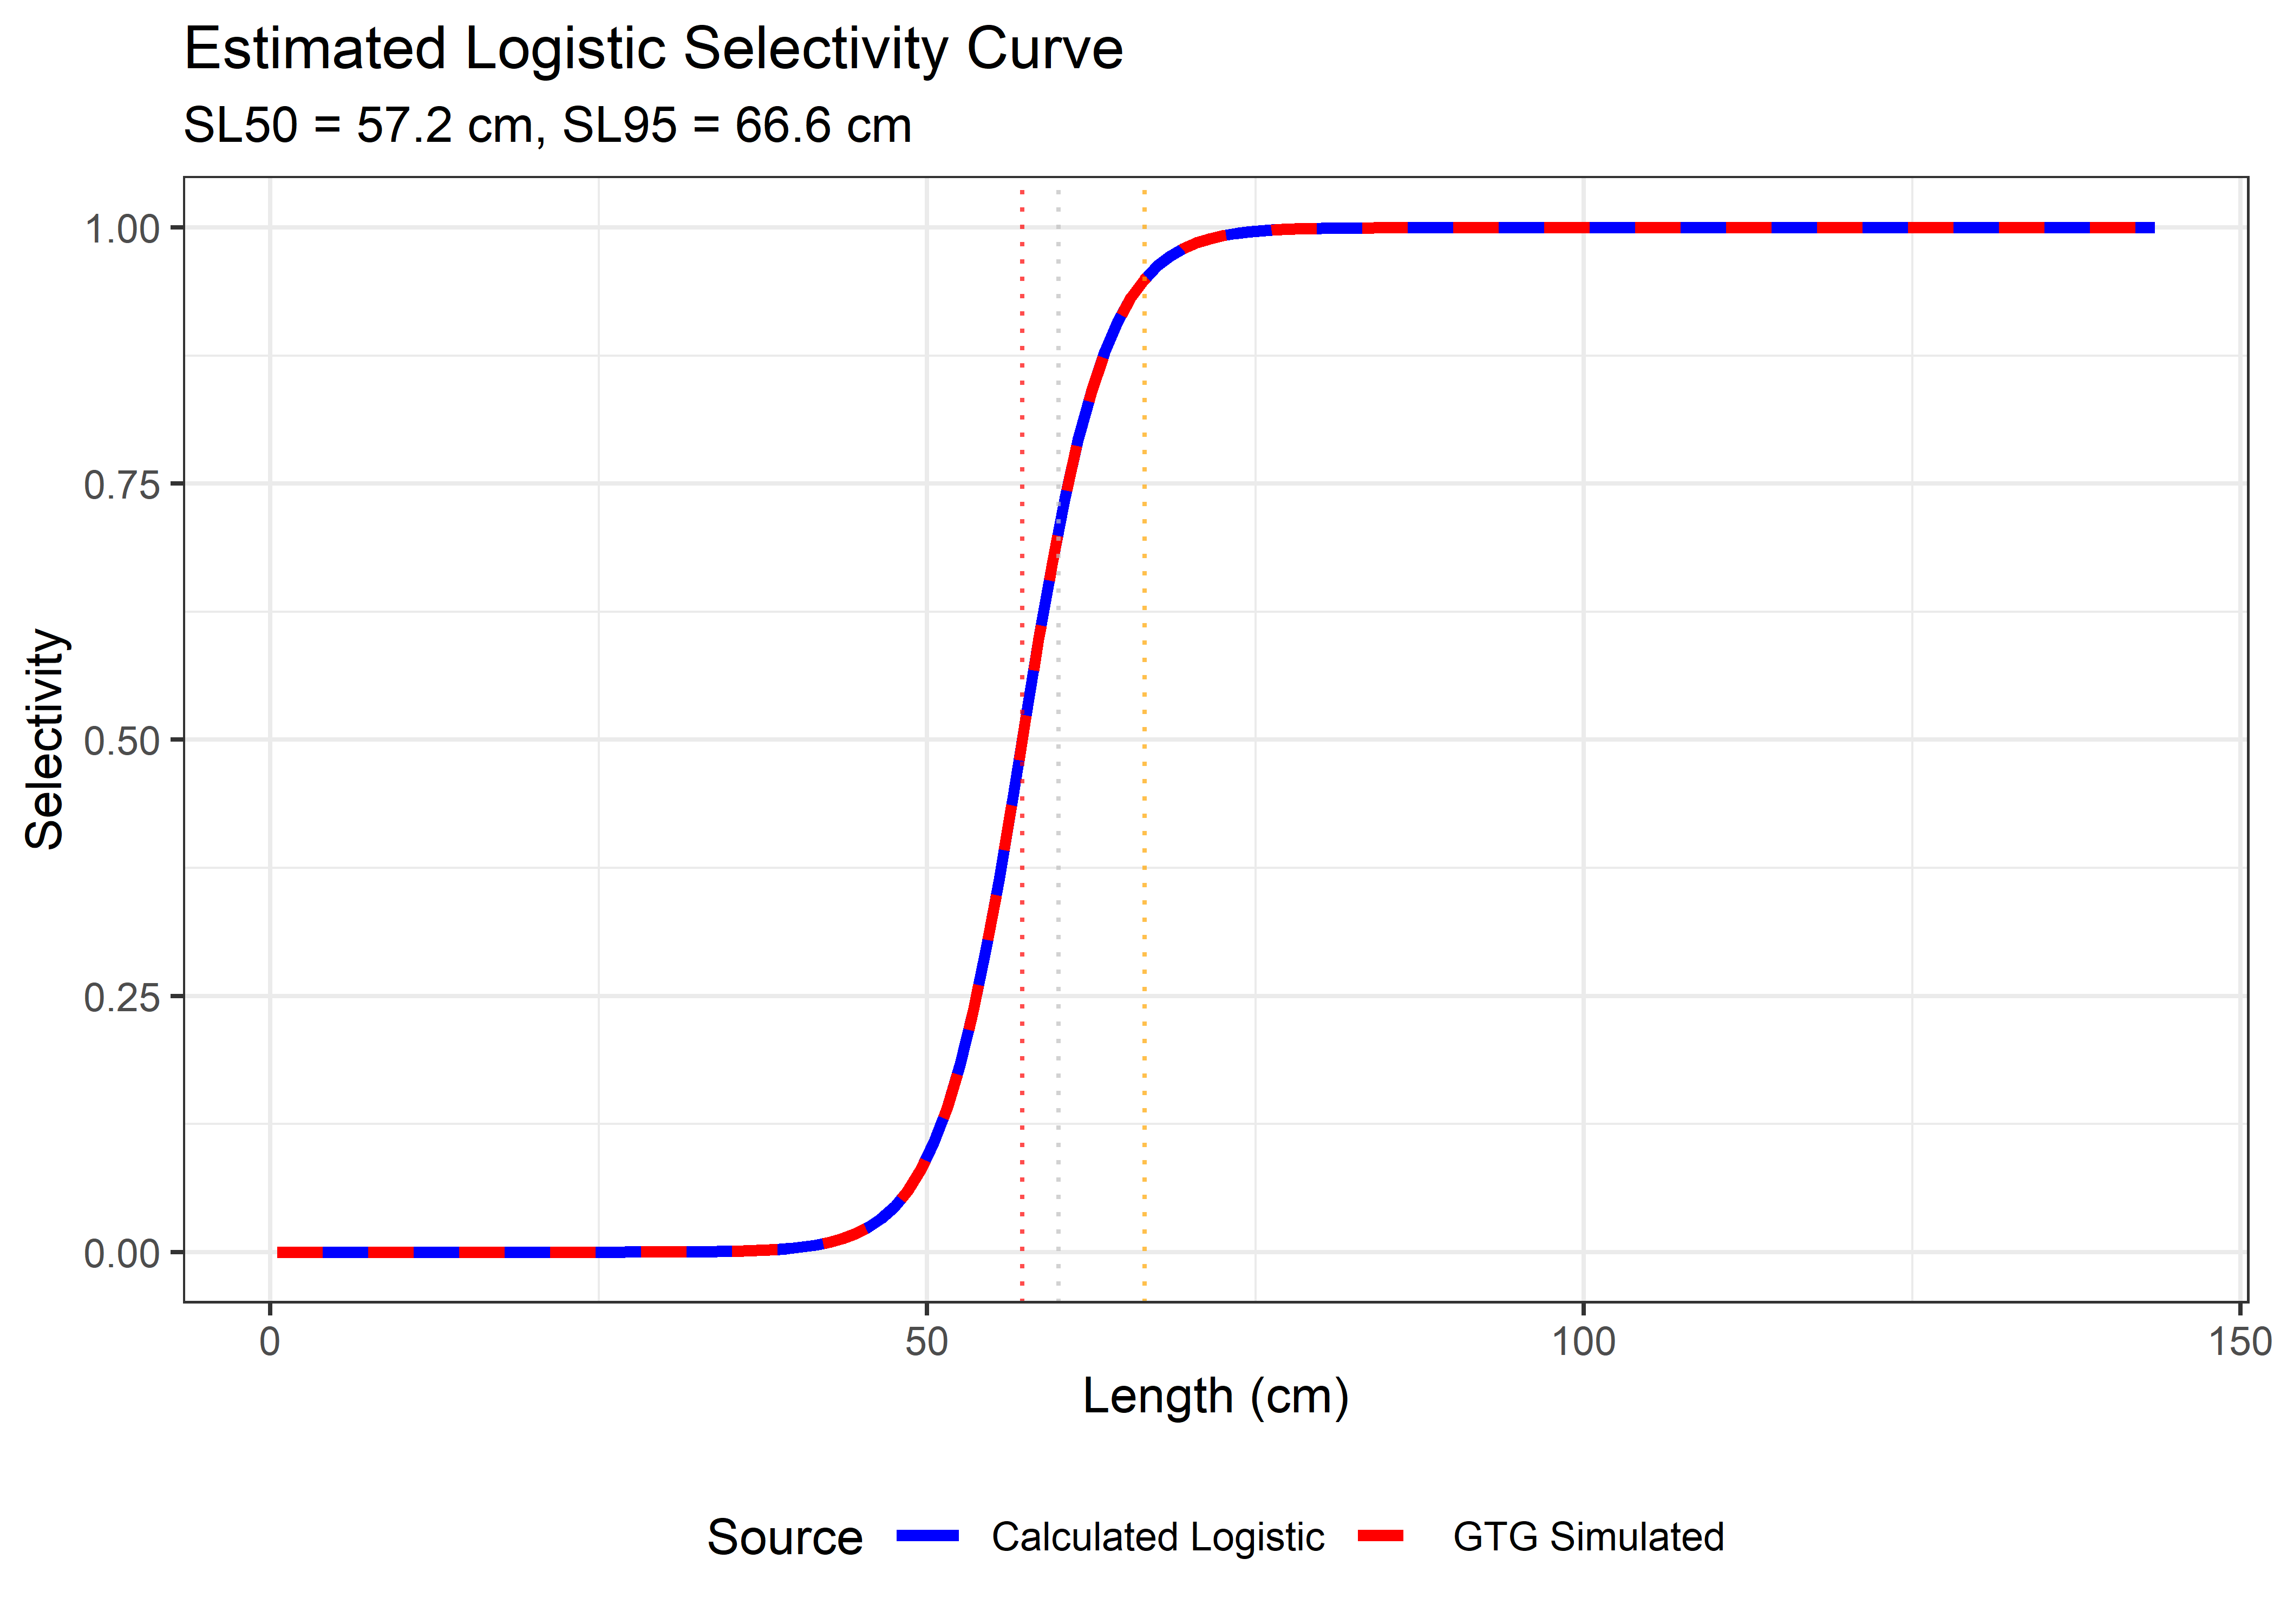 Estimated Logistic Selectivity Curve
SL50 = 57.2 cm, SL95 = 66.6 cm
Selectivity
1.00
0.75
0.50
0.25
0.00
0 50 100 150
Length (cm)
Source Calculated Logistic GTG Simulated